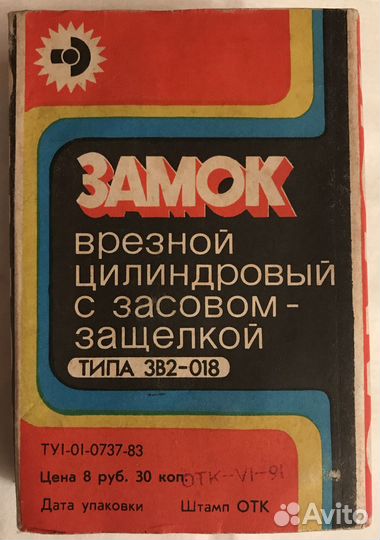 ЗАМОК
врезной
цилиндровый
с засовом-
защелкой
ТИПА ЗВ2-018
ТУ1-01-0737-83
Цена 8 руб. 30 коп.
ОТК-VI-91
Дата упаковки Штамп ОТК
Avito